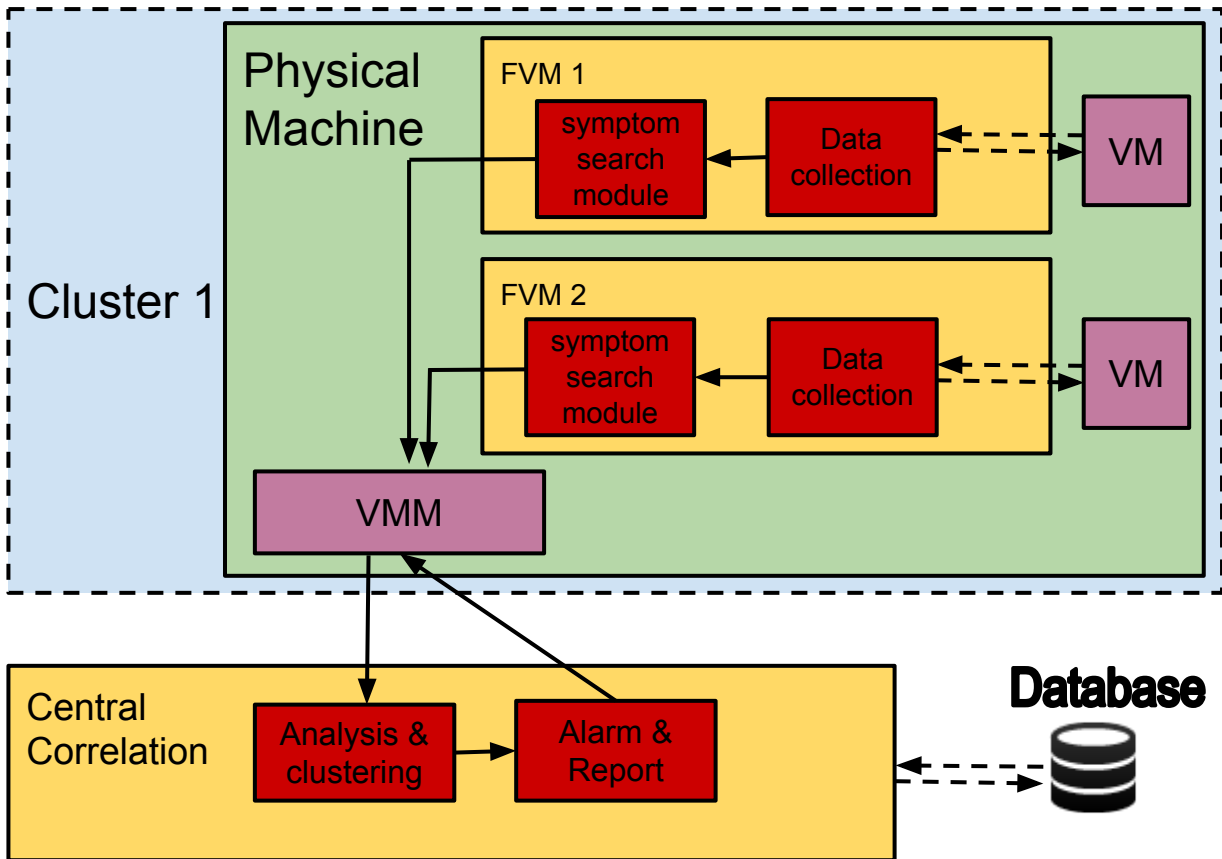 Physical
Machine
FVM 1
symptom
search
module
Data
collection
VM
Cluster 1
FVM 2
symptom
search
module
Data
collection
VM
VMM
Central
Correlation
Analysis &
clustering
Alarm &
Report
Database